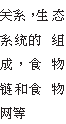 关系，生态
系统的 组
成，食 物
链和食 物
网等